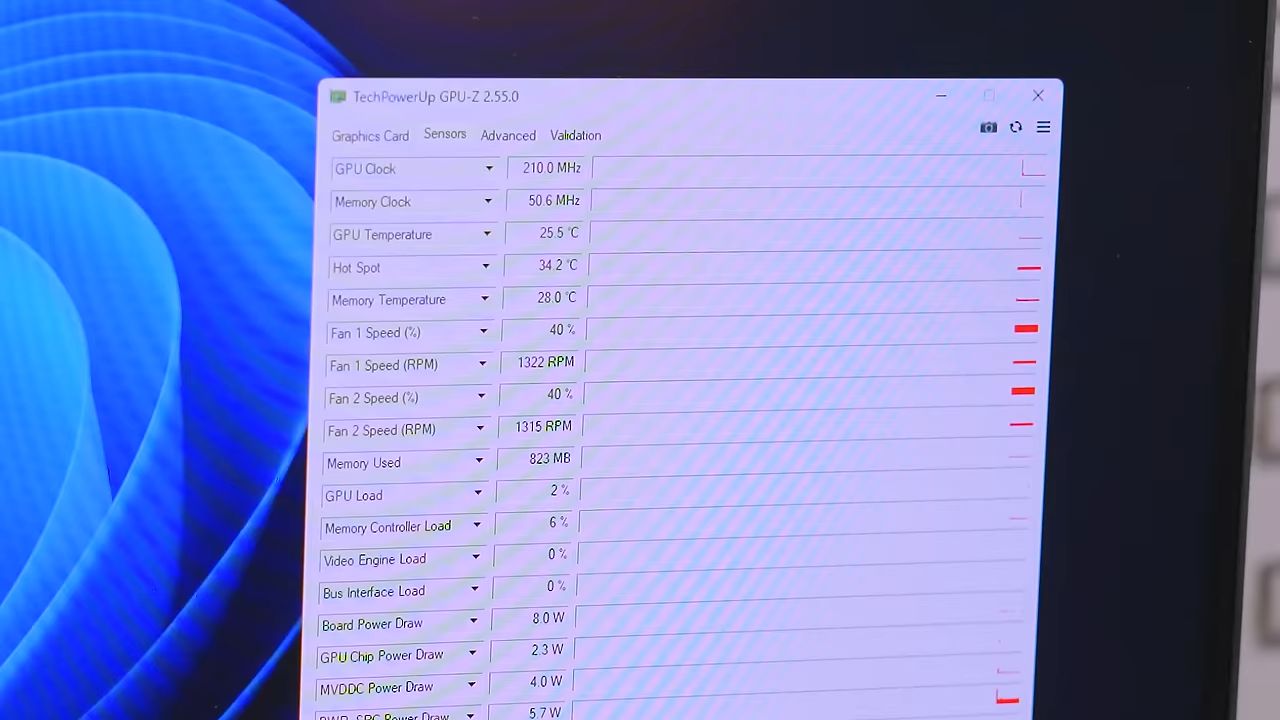 TechPowerUp GPU-Z 2.55.0
Graphics Card Sensors Advanced Validation
GPU Clock 210.0 MHz
Memory Clock 50.6 MHz
GPU Temperature 25.5 °C
Hot Spot 34.2 °C
Memory Temperature 28.0 °C
Fan 1 Speed (%) 40 %
Fan 1 Speed (RPM) 1322 RPM
Fan 2 Speed (%) 40 %
Fan 2 Speed (RPM) 1315 RPM
Memory Used 823 MB
GPU Load 2 %
Memory Controller Load 6 %
Video Engine Load 0 %
Bus Interface Load 0 %
Board Power Draw 8.0 W
GPU Chip Power Draw 2.3 W
MVDDC Power Draw 4.0 W
PWR_SRC Power Draw 5.7 W